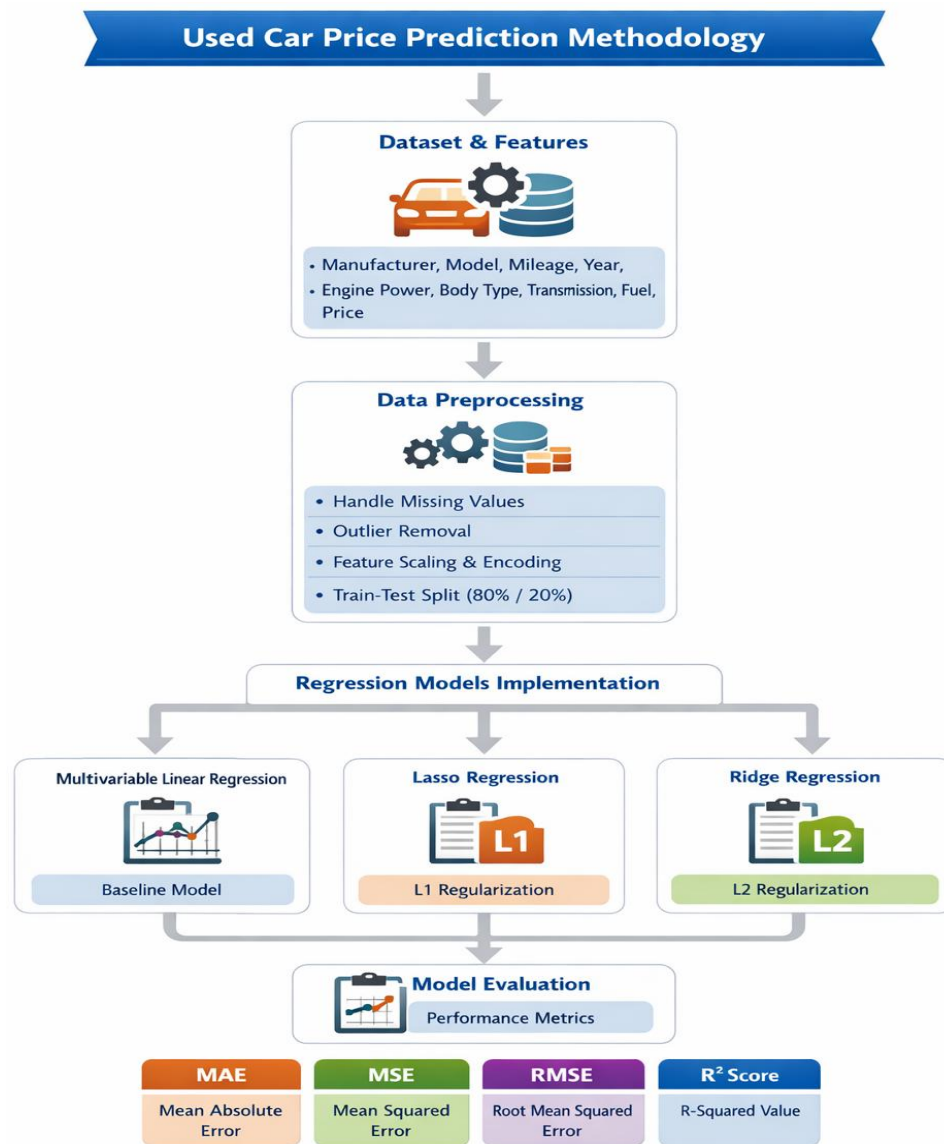 Used Car Price Prediction Methodology
Dataset & Features
• Manufacturer, Model, Mileage, Year,
• Engine Power, Body Type, Transmission, Fuel,
Price
Data Preprocessing
• Handle Missing Values
• Outlier Removal
• Feature Scaling & Encoding
• Train-Test Split (80% / 20%)
Regression Models Implementation
Multivariable Linear Regression
Baseline Model
Lasso Regression
L1
L1 Regularization
Ridge Regression
L2
L2 Regularization
Model Evaluation
Performance Metrics
MAE
Mean Absolute
Error
MSE
Mean Squared
Error
RMSE
Root Mean Squared
Error
R² Score
R-Squared Value